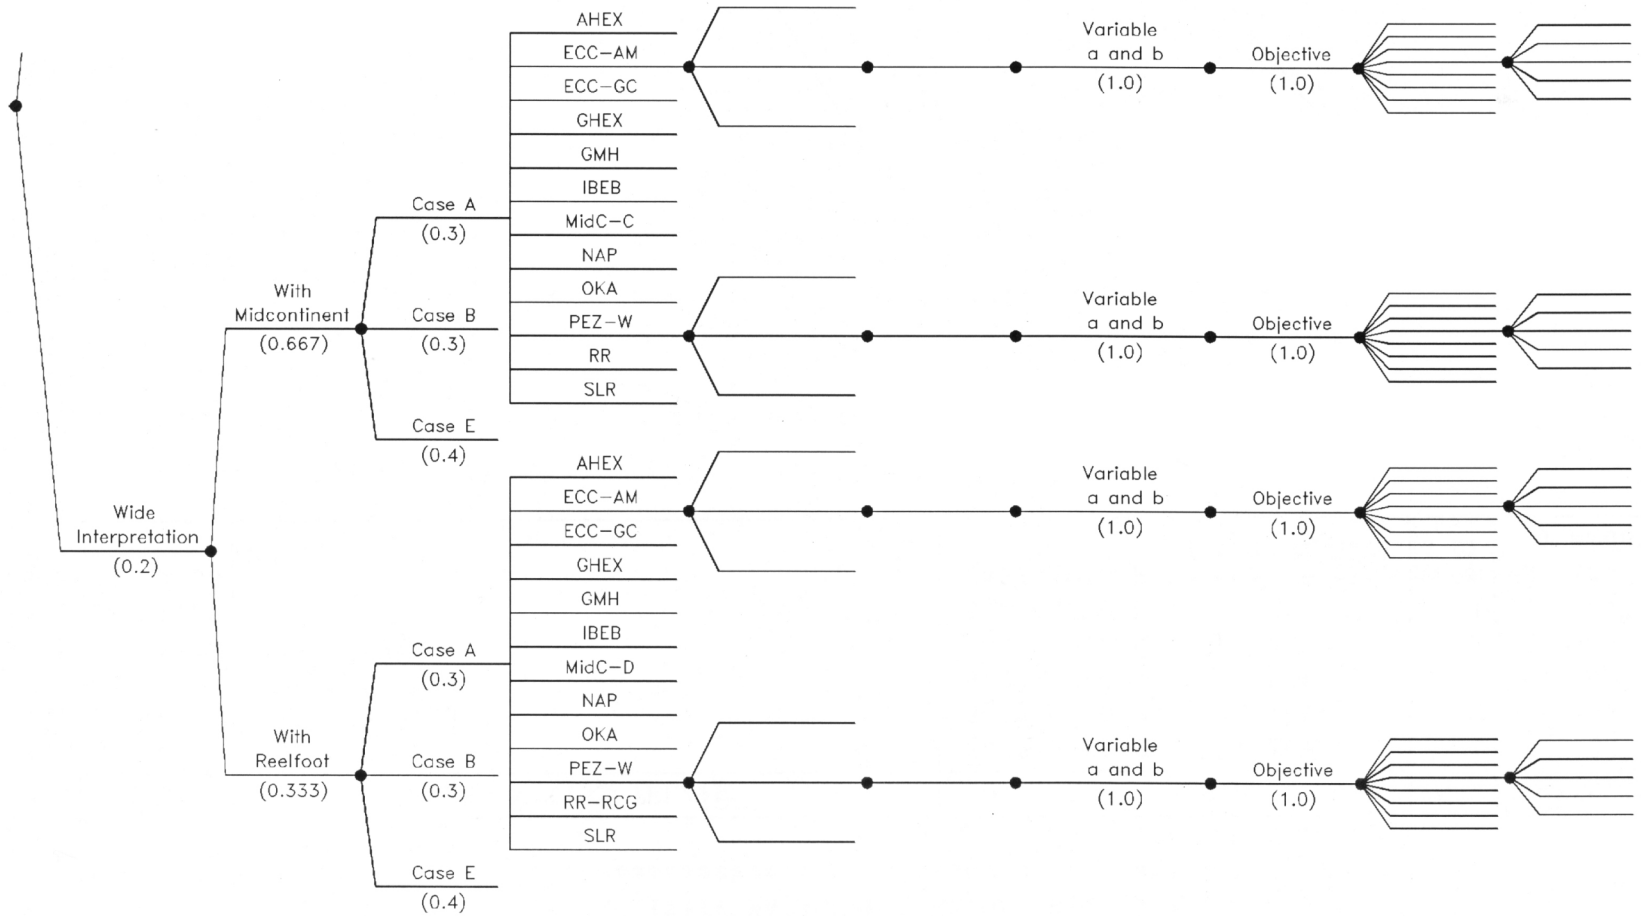 Wide
Interpretation
(0.2)
With
Midcontinent
(0.667)
Case A
(0.3)
Case B
(0.3)
Case E
(0.4)
AHEX
ECC-AM
ECC-GC
GHEX
GMH
IBEB
MidC-C
NAP
OKA
PEZ-W
RR
SLR
Variable
a and b
(1.0)
Objective
(1.0)
Variable
a and b
(1.0)
Objective
(1.0)
With
Reelfoot
(0.333)
Case A
(0.3)
Case B
(0.3)
Case E
(0.4)
AHEX
ECC-AM
ECC-GC
GHEX
GMH
IBEB
MidC-D
NAP
OKA
PEZ-W
RR-RCG
SLR
Variable
a and b
(1.0)
Objective
(1.0)
Variable
a and b
(1.0)
Objective
(1.0)